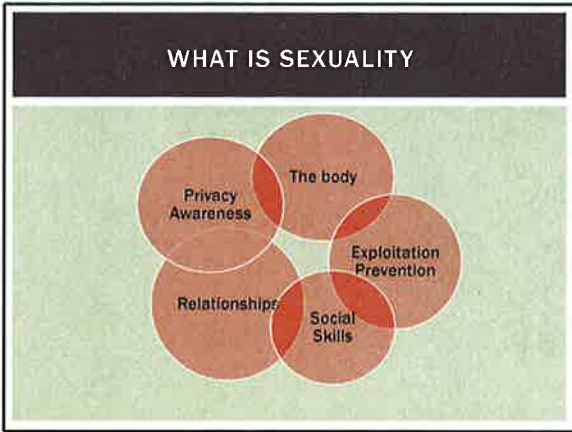 WHAT IS SEXUALITY
The body
Privacy
Awareness
Exploitation
Prevention
Relationships
Social
Skills